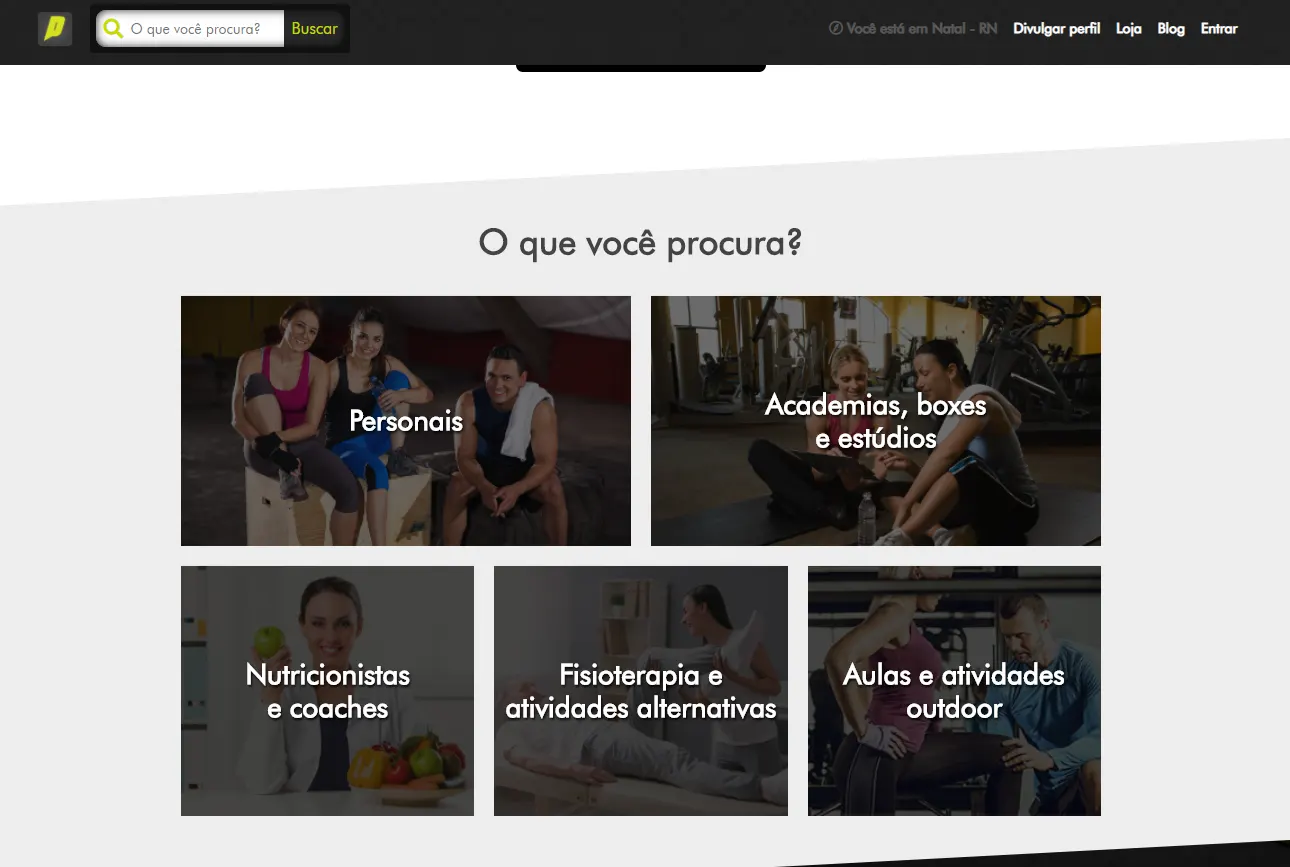 O que você procura?
Buscar
Você está em Natal - RN
Divulgar perfil
Loja
Blog
Entrar
O que você procura?
Personais
Academias, boxes
e estúdios
Nutricionistas
e coaches
Fisioterapia e
atividades alternativas
Aulas e atividades
outdoor